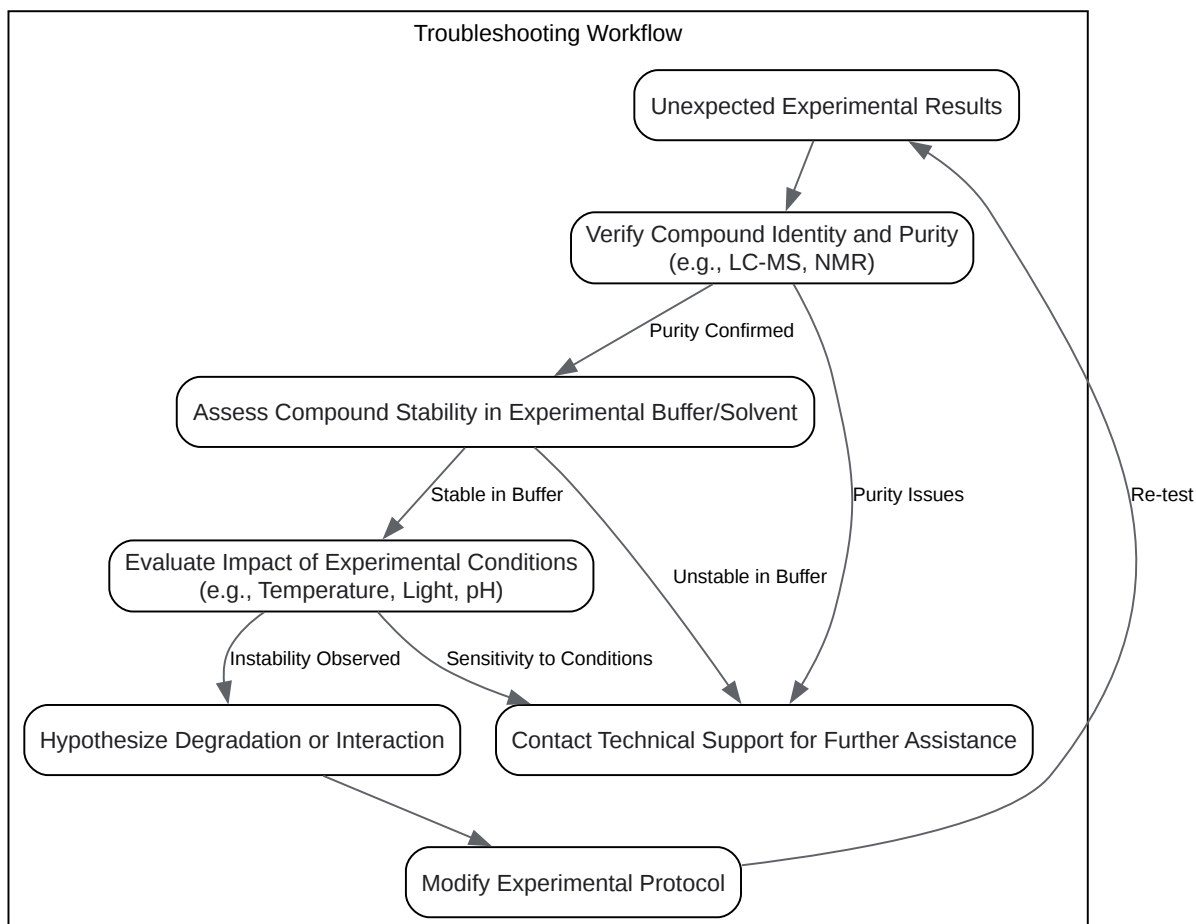 Troubleshooting Workflow
Unexpected Experimental Results
Verify Compound Identity and Purity
(e.g., LC-MS, NMR)
Purity Confirmed
Assess Compound Stability in Experimental Buffer/Solvent
Stable in Buffer
Purity Issues
Re-test
Evaluate Impact of Experimental Conditions
(e.g., Temperature, Light, pH)
Unstable in Buffer
Instability Observed
Sensitivity to Conditions
Hypothesize Degradation or Interaction
Contact Technical Support for Further Assistance
Modify Experimental Protocol